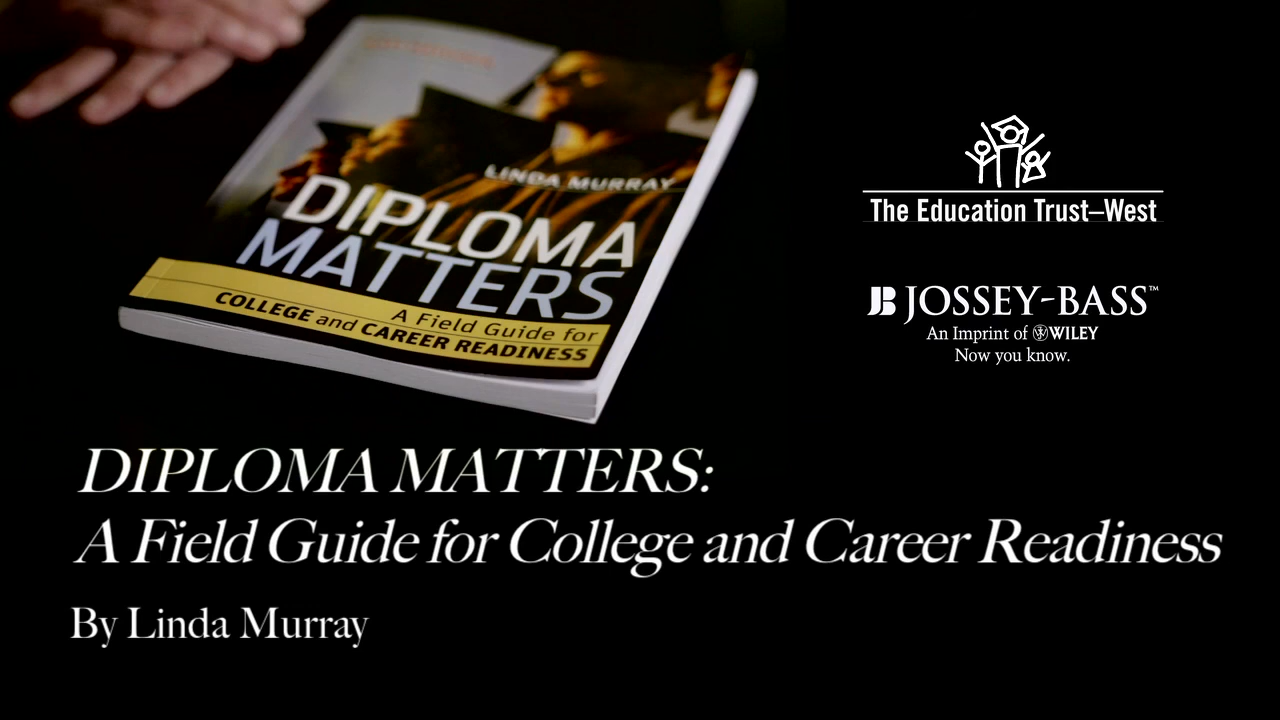 LINDA MURRAY
DIPLOMA
MATTERS
A Field Guide for
COLLEGE and CAREER READINESS
The Education Trust–West
JB JOSSEY-BASS™
An Imprint of WILEY
Now you know.
DIPLOMA MATTERS:
A Field Guide for College and Career Readiness
By Linda Murray